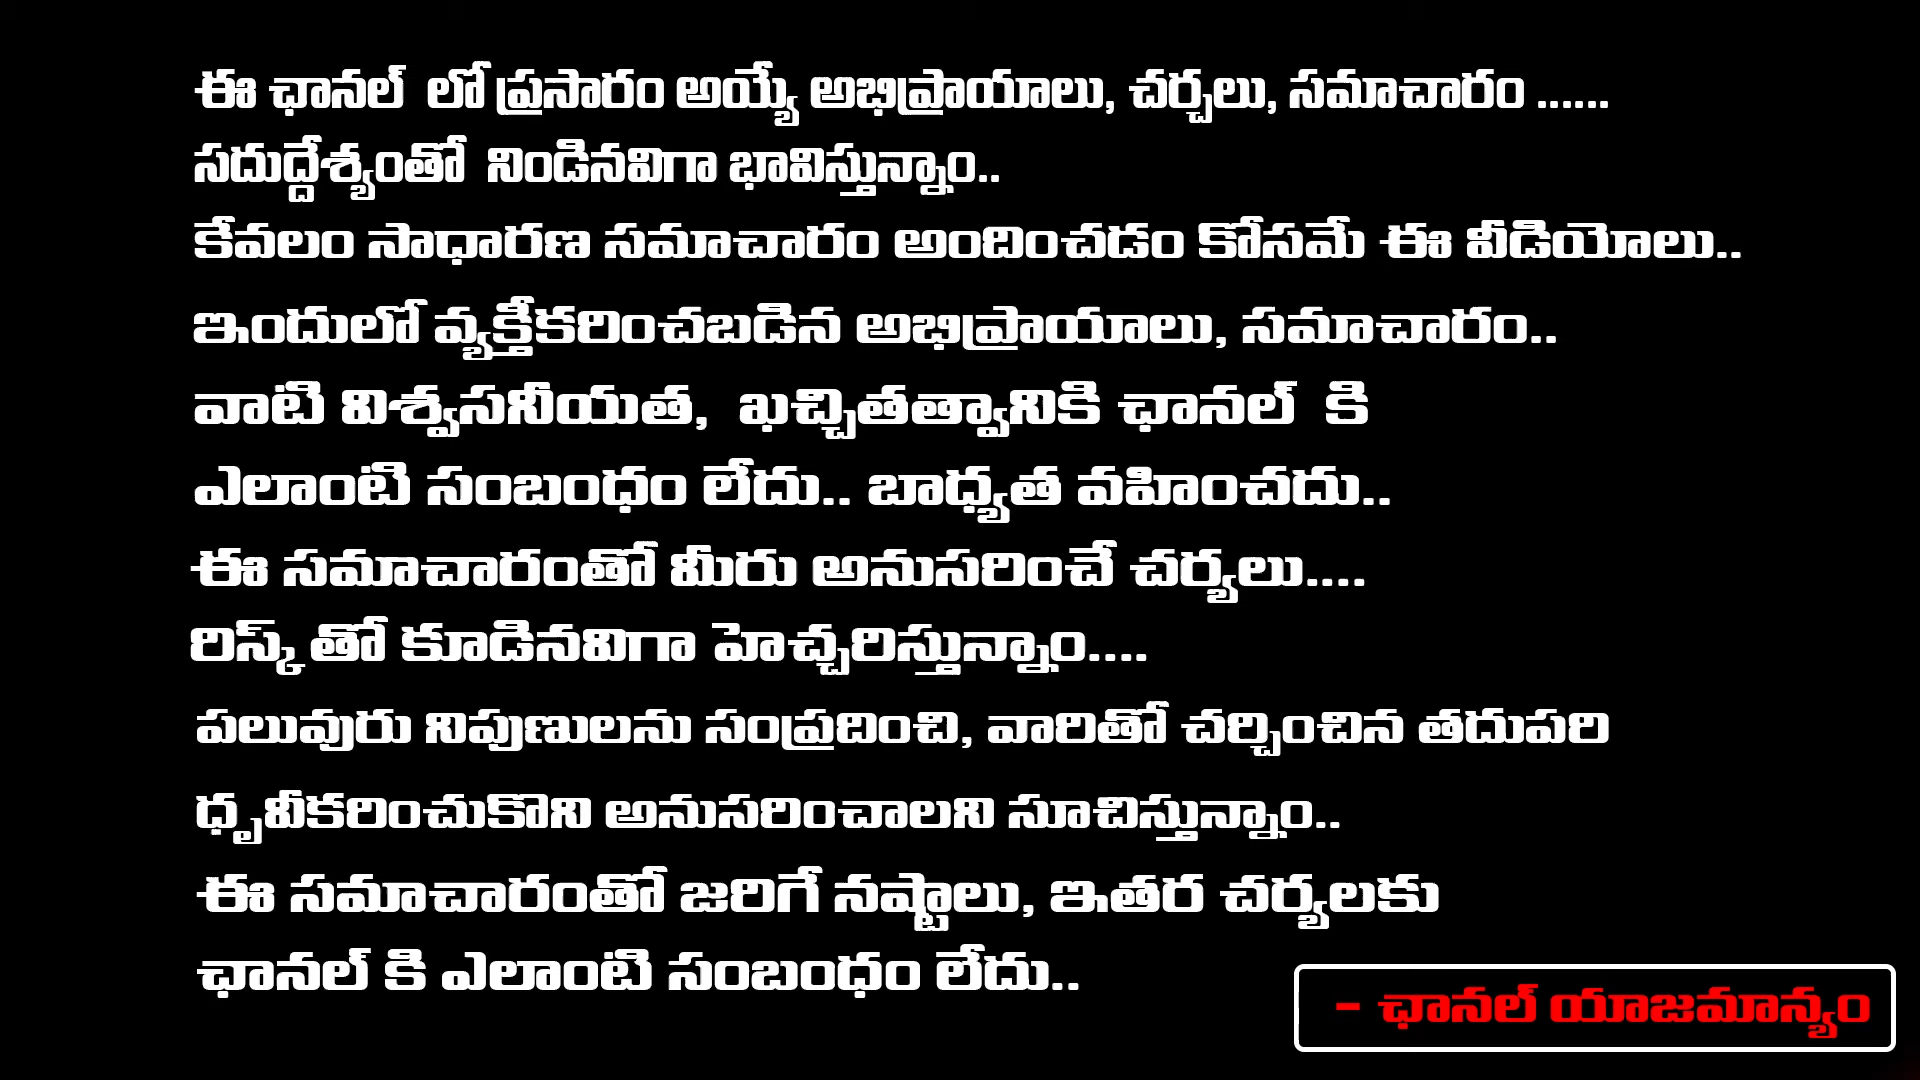 ఈ ఛానల్ లో ప్రసారం అయ్యే అభిప్రాయాలు, చర్చలు, సమాచారం ......
సదుద్దేశ్యంతో నిండినవిగా భావిస్తున్నాం..
కేవలం సాధారణ సమాచారం అందించడం కోసమే ఈ వీడియోలు..
ఇందులో వ్యక్తీకరించబడిన అభిప్రాయాలు, సమాచారం..
వాటి విశ్వసనీయత, ఖచ్చితత్వానికి ఛానల్ కి
ఎలాంటి సంబంధం లేదు.. బాధ్యత వహించదు..
ఈ సమాచారంతో మీరు అనుసరించే చర్యలు....
రిస్క్ తో కూడినవిగా హెచ్చరిస్తున్నాం....
పలువురు నిపుణులను సంప్రదించి, వారితో చర్చించిన తదుపరి
ధృవీకరించుకొని అనుసరించాలని సూచిస్తున్నాం..
ఈ సమాచారంతో జరిగే నష్టాలు, ఇతర చర్యలకు
ఛానల్ కి ఎలాంటి సంబంధం లేదు..
- ఛానల్ యాజమాన్యం